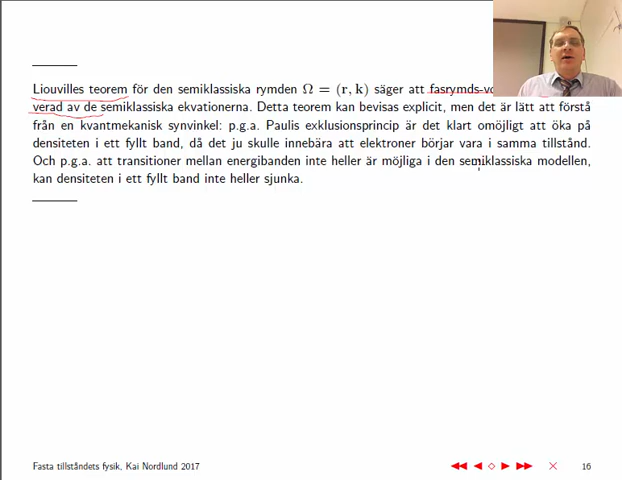 Liouvilles teorem för den semiklassiska rymden Ω = (r, k) säger att fasrymds-
verad av de semiklassiska ekvationerna. Detta teorem kan bevisas explicit, men det är lätt att förstå
från en kvantmekanisk synvinkel: p.g.a. Paulis exklusionsprincip är det klart omöjligt att öka på
densiteten i ett fyllt band, då det ju skulle innebära att elektroner börjar vara i samma tillstånd.
Och p.g.a. att transitioner mellan energibanden inte heller är möjliga i den semiklassiska modellen,
kan densiteten i ett fyllt band inte heller sjunka.
Fasta tillståndets fysik, Kai Nordlund 2017
16